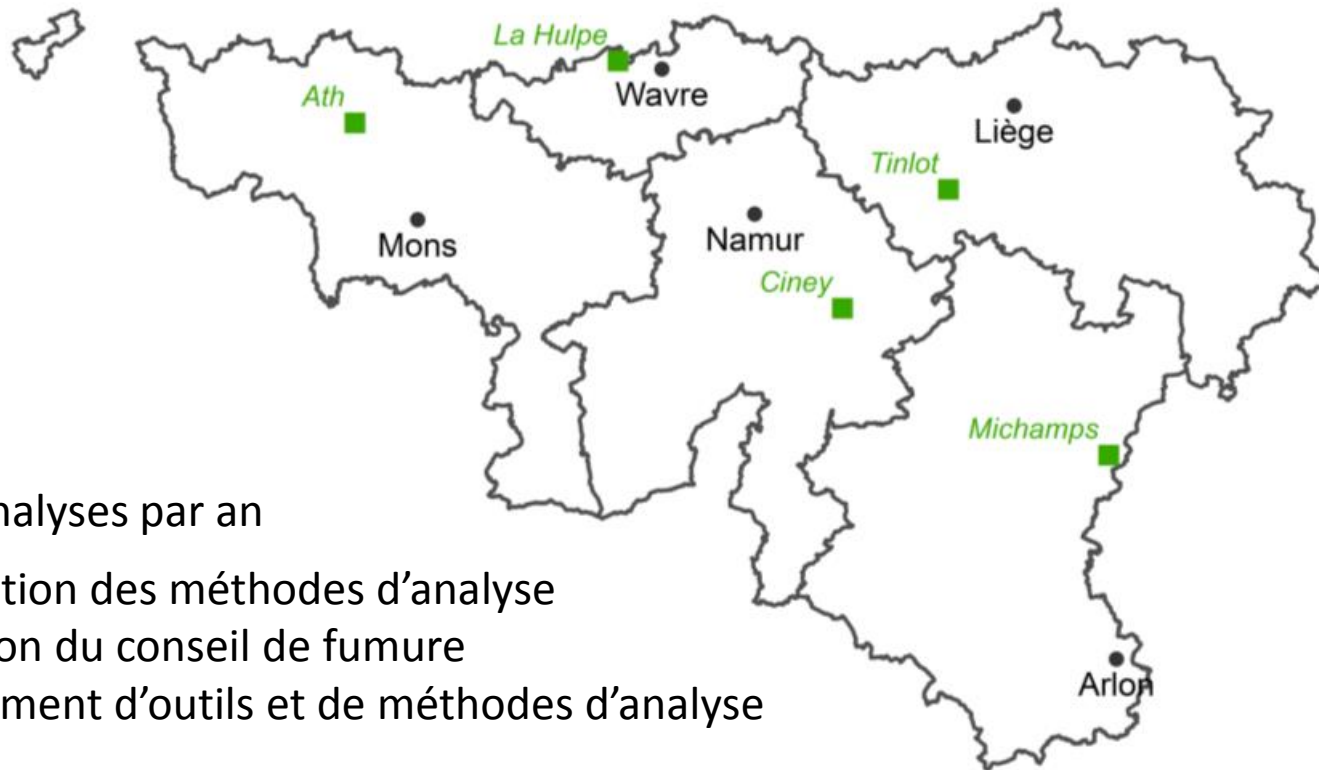 La Hulpe
Wavre
Ath
Liège
Tinlot
Mons
Namur
Ciney
Michamps
nalyses par an
tion des méthodes d'analyse
on du conseil de fumure
ment d'outils et de méthodes d'analyse
Arlon